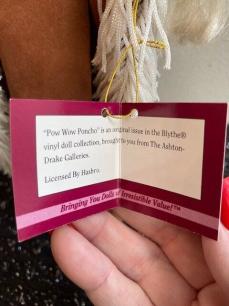 "Pow Wow Poncho" is an original issue in the Blythe®
vinyl doll collection, brought to you from The Ashton-
Drake Galleries.
Licensed By Hasbro.
Bringing You Dolls of Irresistible Value!™